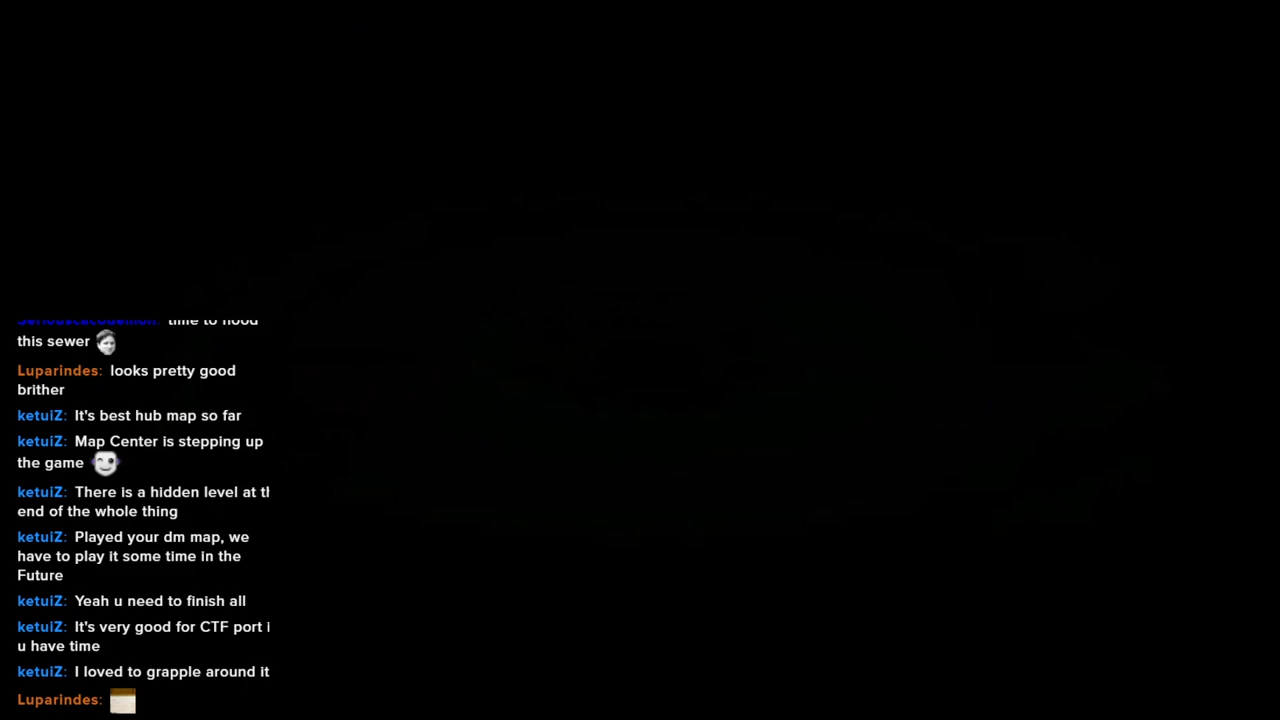 time to flood
this sewer
Luparindes: looks pretty good
brither
ketuiZ: It's best hub map so far
ketuiZ: Map Center is stepping up
the game
ketuiZ: There is a hidden level at th
end of the whole thing
ketuiZ: Played your dm map, we
have to play it some time in the
Future
ketuiZ: Yeah u need to finish all
ketuiZ: It's very good for CTF port i
u have time
ketuiZ: I loved to grapple around it
Luparindes: